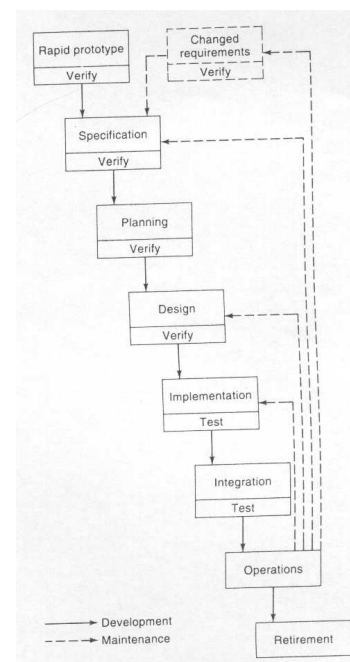 Rapid prototype
Verify
Changed
requirements
Verify
Specification
Verify
Planning
Verify
Design
Verify
Implementation
Test
Integration
Test
Operations
Development
Maintenance
Retirement